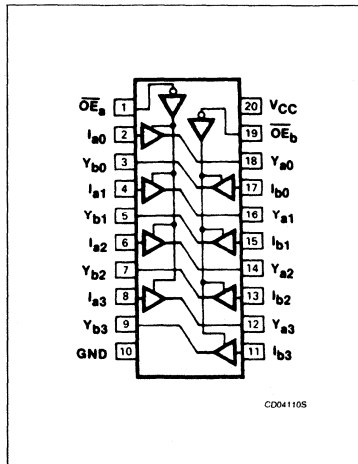 OEa 1 20 VCC
Ia0 2 19 OEb
Yb0 3 18 Ya0
Ia1 4 17 Ib0
Yb1 5 16 Ya1
Ia2 6 15 Ib1
Yb2 7 14 Ya2
Ia3 8 13 Ib2
Yb3 9 12 Ya3
GND 10 11 Ib3
CD04110S